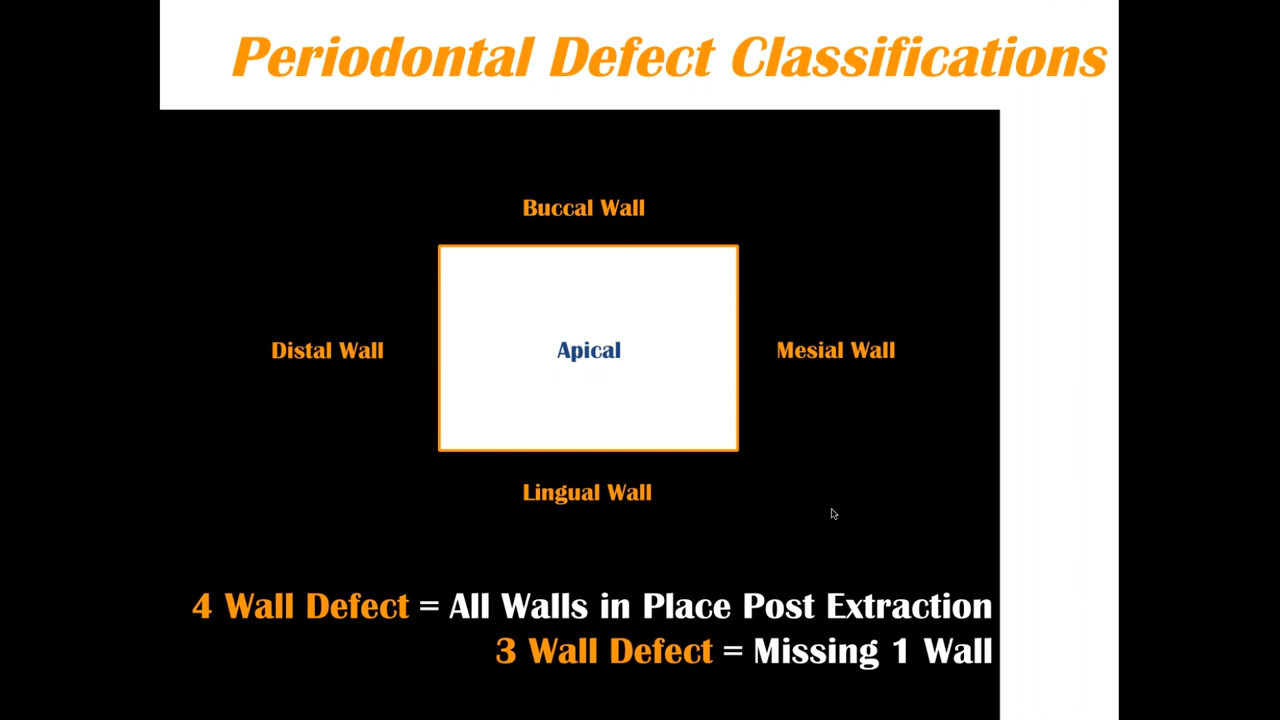 Periodontal Defect Classifications
Buccal Wall
Distal Wall
Apical
Mesial Wall
Lingual Wall
4 Wall Defect = All Walls in Place Post Extraction
3 Wall Defect = Missing 1 Wall